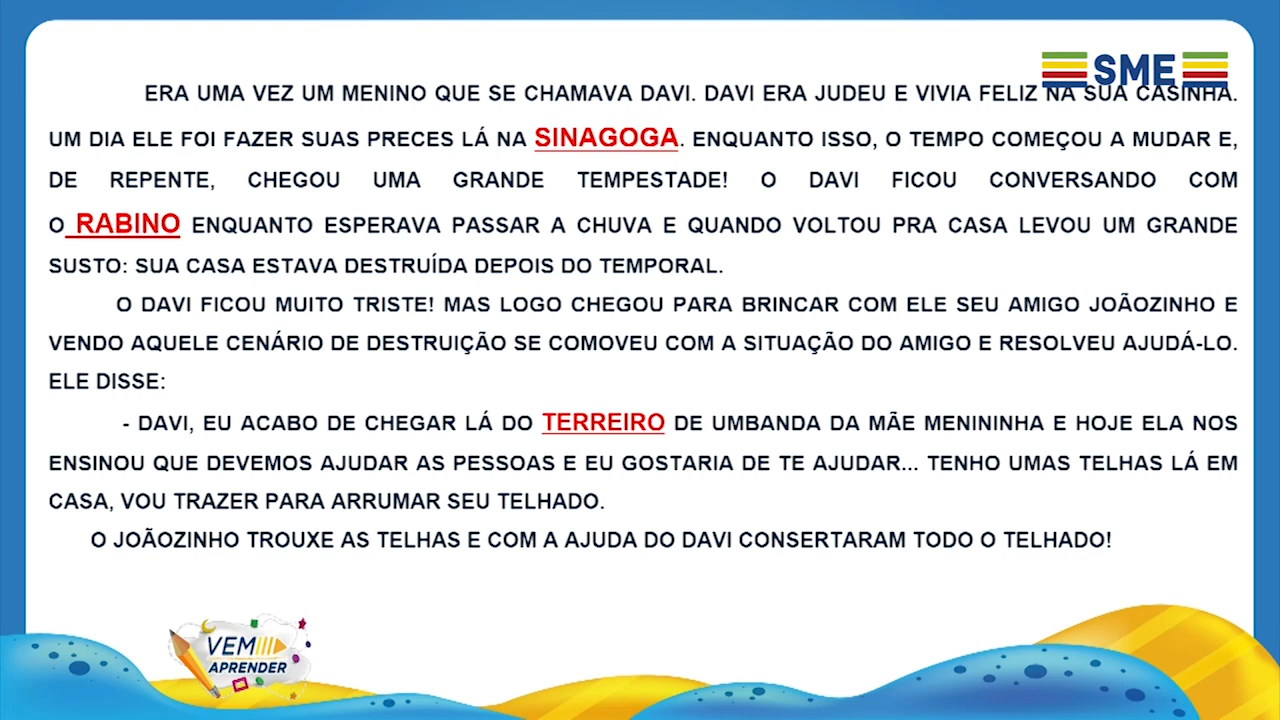 SME
ERA UMA VEZ UM MENINO QUE SE CHAMAVA DAVI. DAVI ERA JUDEU E VIVIA FELIZ NA SUA CASINHA.
UM DIA ELE FOI FAZER SUAS PRECES LÁ NA SINAGOGA. ENQUANTO ISSO, O TEMPO COMEÇOU A MUDAR E,
DE REPENTE, CHEGOU UMA GRANDE TEMPESTADE! O DAVI FICOU CONVERSANDO COM
O RABINO ENQUANTO ESPERAVA PASSAR A CHUVA E QUANDO VOLTOU PRA CASA LEVOU UM GRANDE
SUSTO: SUA CASA ESTAVA DESTRUÍDA DEPOIS DO TEMPORAL.
O DAVI FICOU MUITO TRISTE! MAS LOGO CHEGOU PARA BRINCAR COM ELE SEU AMIGO JOÃOZINHO E
VENDO AQUELE CENÁRIO DE DESTRUIÇÃO SE COMOVEU COM A SITUAÇÃO DO AMIGO E RESOLVEU AJUDÁ-LO.
ELE DISSE:
- DAVI, EU ACABO DE CHEGAR LÁ DO TERREIRO DE UMBANDA DA MÃE MENININHA E HOJE ELA NOS
ENSINOU QUE DEVEMOS AJUDAR AS PESSOAS E EU GOSTARIA DE TE AJUDAR... TENHO UMAS TELHAS LÁ EM
CASA, VOU TRAZER PARA ARRUMAR SEU TELHADO.
O JOÃOZINHO TROUXE AS TELHAS E COM A AJUDA DO DAVI CONSERTARAM TODO O TELHADO!
VEM
APRENDER